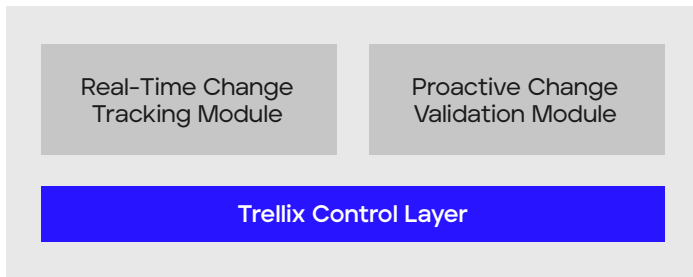 Real-Time Change
Tracking Module
Proactive Change
Validation Module
Trellix Control Layer